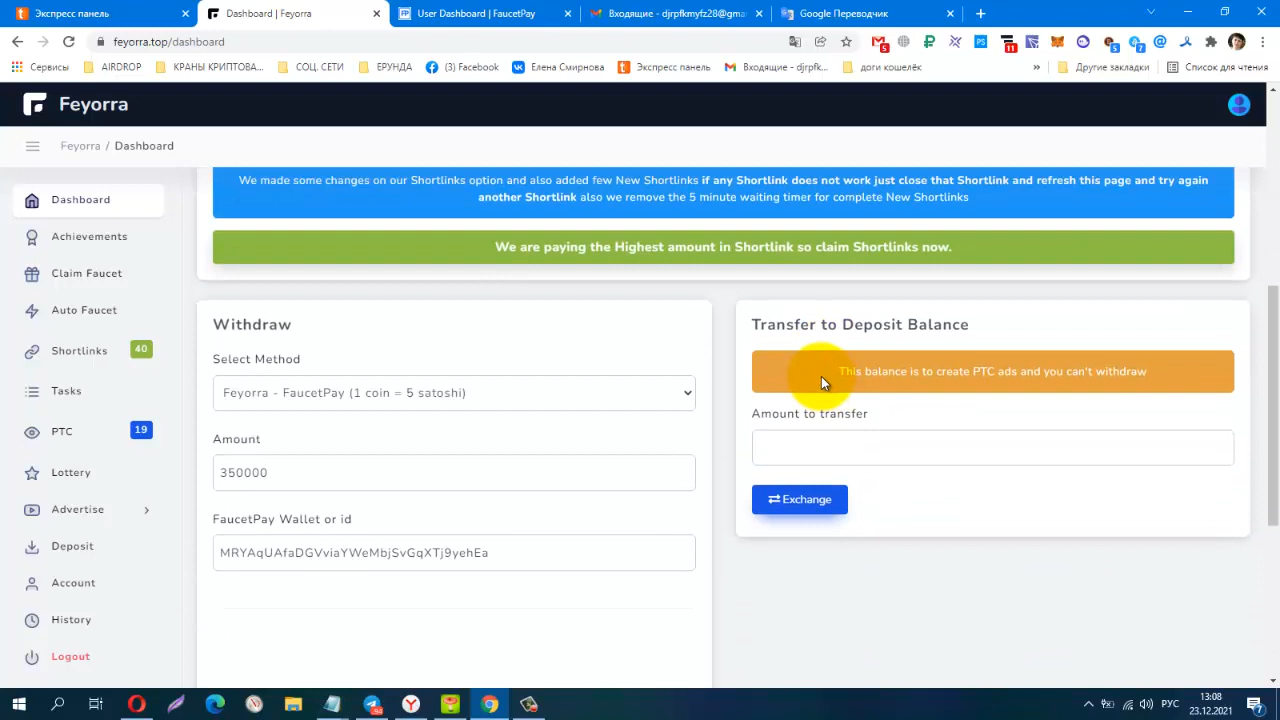 Экспресс панель
Dashboard | Feyorra
User Dashboard | FaucetPay
Входящие - djrpfkmyfz28@gma
Google Переводчик
feyorra.top/dashboard
5
11
5
7
Сервисы
AIRDROP
КРАНЫ КРИПТОВА...
СОЦ. СЕТИ
ЕРУНДА
(3) Facebook
Елена Смирнова
Экспресс панель
Входящие - djrpfk...
доги кошелёк
»
Другие закладки
Список для чтения
Feyorra
Feyorra / Dashboard
Dashboard
Achievements
Claim Faucet
Auto Faucet
Shortlinks 40
Tasks
PTC 19
Lottery
Advertise
Deposit
Account
History
Logout
We made some changes on our Shortlinks option and also added few New Shortlinks if any Shortlink does not work just close that Shortlink and refresh this page and try again
another Shortlink also we remove the 5 minute waiting timer for complete New Shortlinks
We are paying the Highest amount in Shortlink so claim Shortlinks now.
Withdraw
Select Method
Feyorra - FaucetPay (1 coin = 5 satoshi)
Amount
350000
FaucetPay Wallet or id
MRYAqUAfaDGVviaYWeMbjSvGqXTj9yehEa
Transfer to Deposit Balance
This balance is to create PTC ads and you can't withdraw
Amount to transfer
Exchange
РУС
13:08
23.12.2021